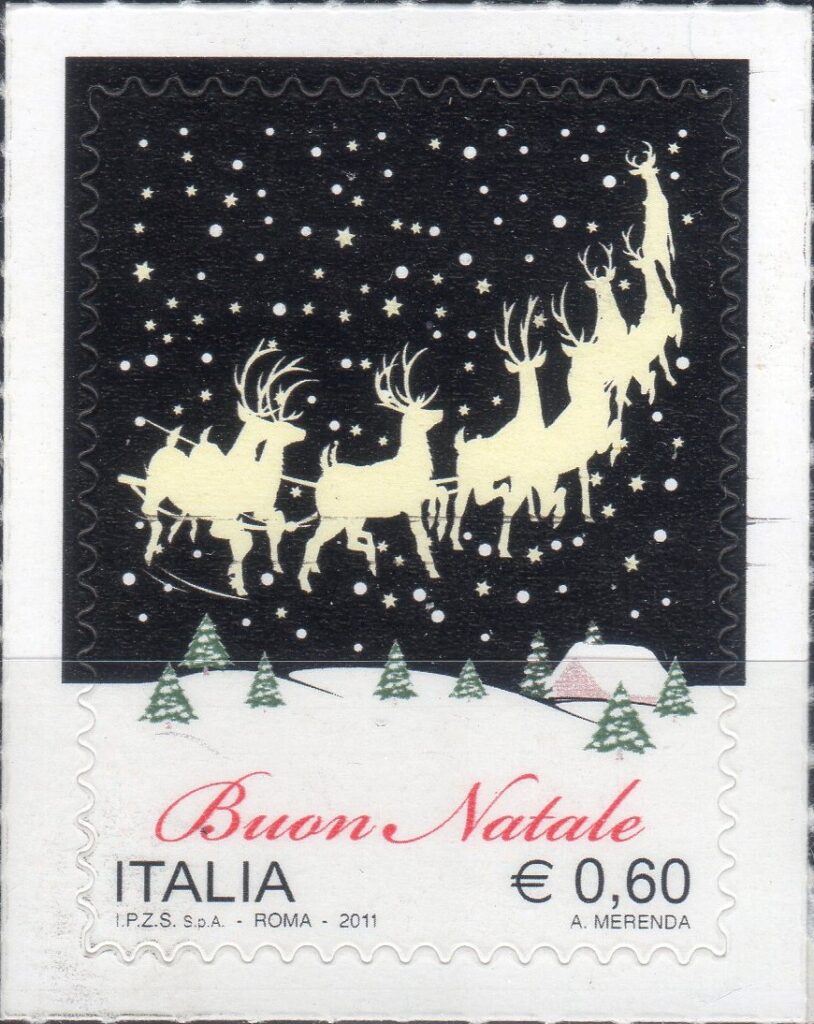 Buon Natale
ITALIA € 0,60
I.P.Z.S. S.p.A. - ROMA - 2011 A. MERENDA